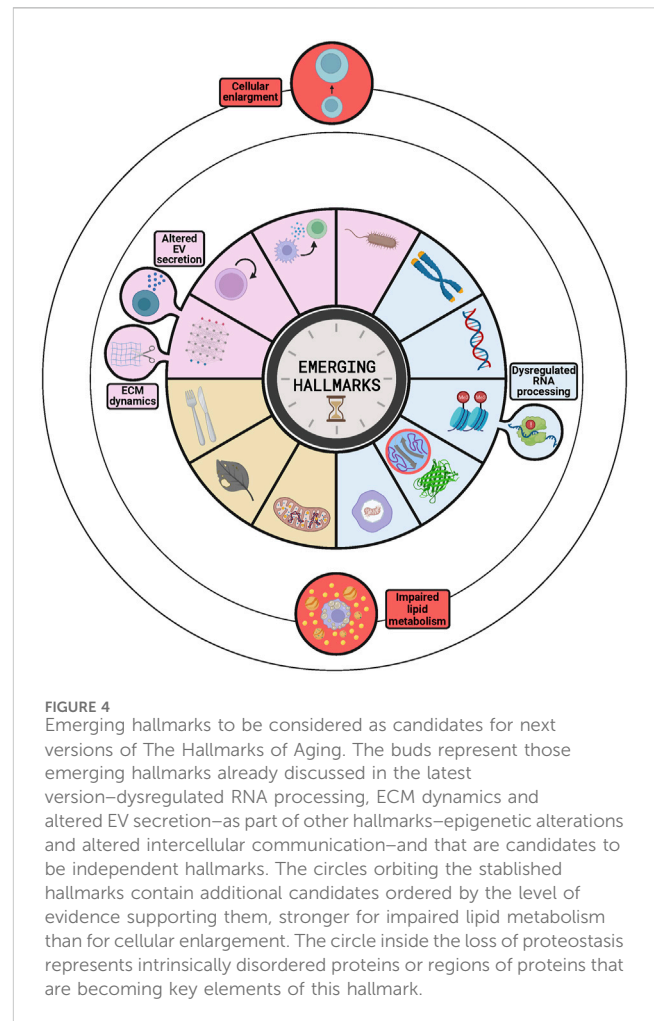 Cellular
enlargment
Altered
EV
secretion
ECM
dynamics
EMERGING
HALLMARKS
Me3 Me3
Dysregulated
RNA
processing
Impaired
lipid
metabolism
FIGURE 4
Emerging hallmarks to be considered as candidates for next
versions of The Hallmarks of Aging. The buds represent those
emerging hallmarks already discussed in the latest
version–dysregulated RNA processing, ECM dynamics and
altered EV secretion–as part of other hallmarks–epigenetic alterations
and altered intercellular communication–and that are candidates to
be independent hallmarks. The circles orbiting the stablished
hallmarks contain additional candidates ordered by the level of
evidence supporting them, stronger for impaired lipid metabolism
than for cellular enlargement. The circle inside the loss of proteostasis
represents intrinsically disordered proteins or regions of proteins that
are becoming key elements of this hallmark.